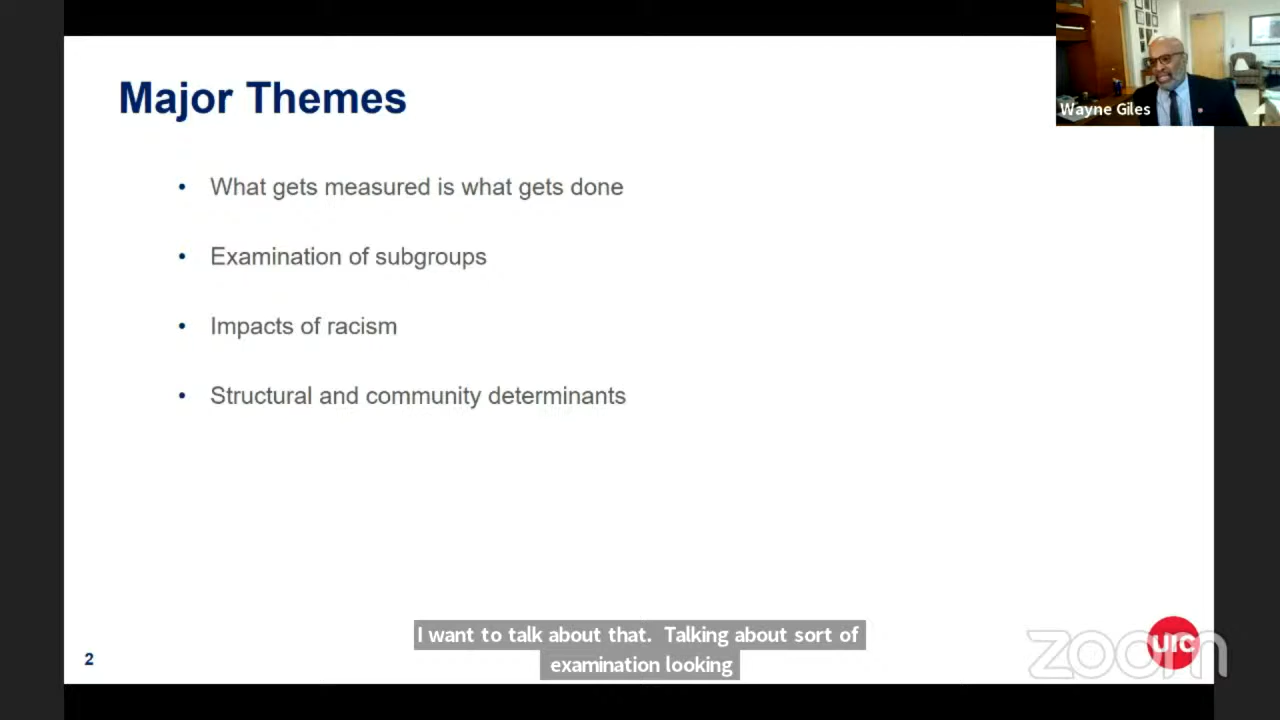 Major Themes
Wayne Giles
• What gets measured is what gets done
• Examination of subgroups
• Impacts of racism
• Structural and community determinants
I want to talk about that. Talking about sort of
examination looking
2
zoom
UIC